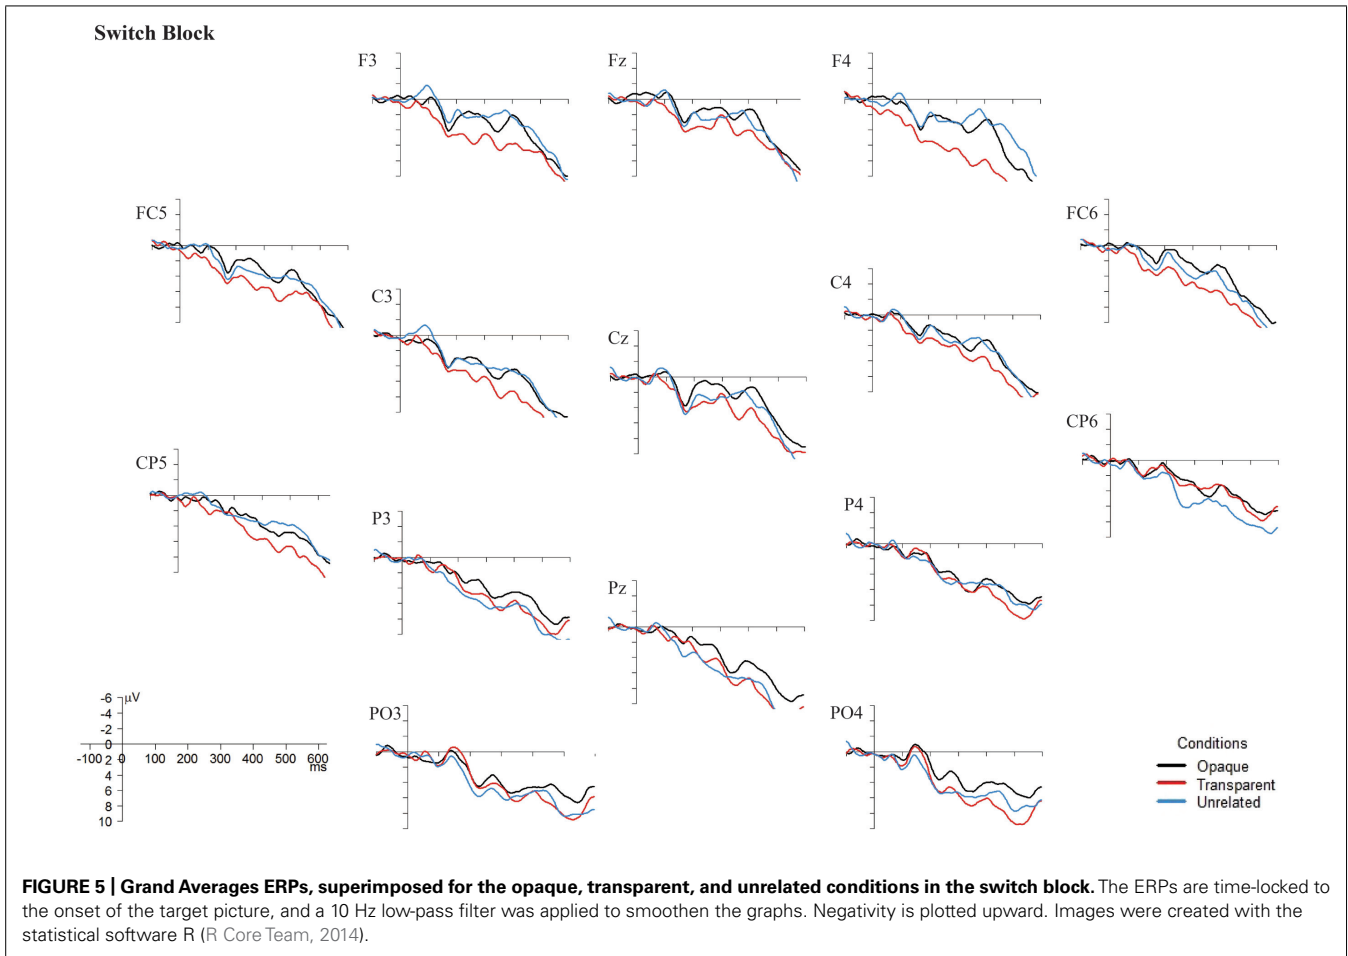 Switch Block
F3
Fz
F4
FC5
FC6
C3
C4
Cz
CP5
CP6
P3
P4
Pz
PO3
PO4
-6
μV
-4
-2
0
-100 0 100 200 300 400 500 600
ms
2
4
6
8
10
Conditions
Opaque
Transparent
Unrelated
FIGURE 5 | Grand Averages ERPs, superimposed for the opaque, transparent, and unrelated conditions in the switch block. The ERPs are time-locked to
the onset of the target picture, and a 10 Hz low-pass filter was applied to smoothen the graphs. Negativity is plotted upward. Images were created with the
statistical software R (R Core Team, 2014).